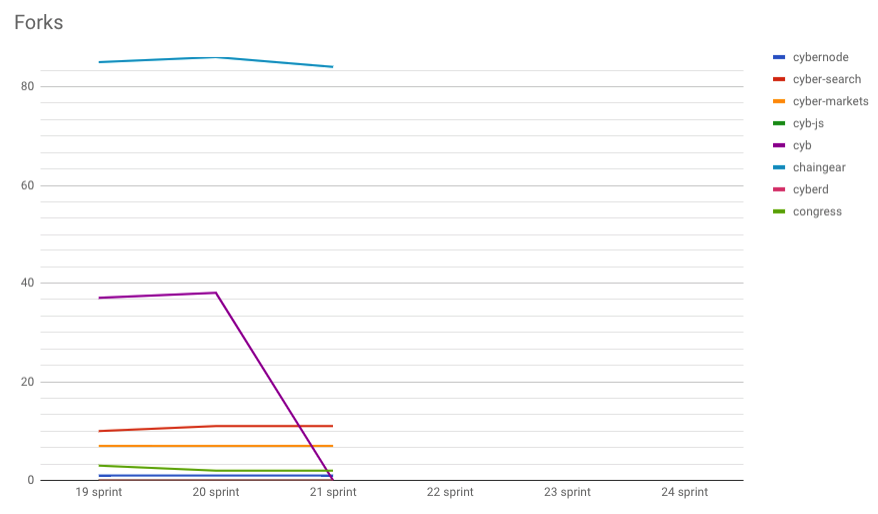 Forks
80
60
40
20
0
19 sprint
20 sprint
21 sprint
22 sprint
23 sprint
24 sprint
cybernode
cyber-search
cyber-markets
cyb-js
cyb
chaingear
cyberd
congress